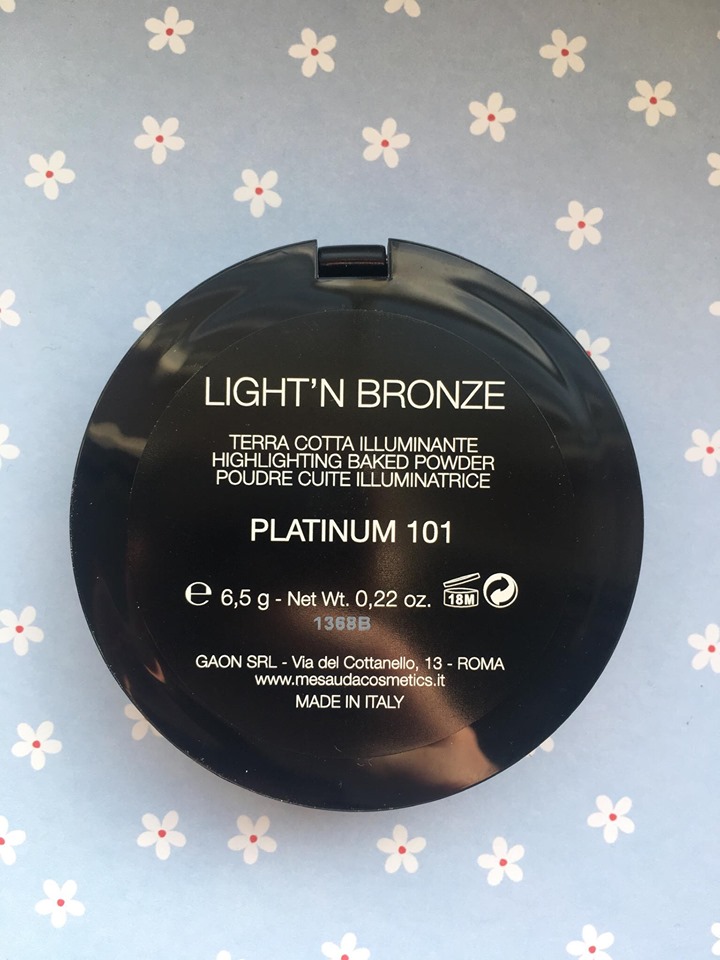 LIGHT'N BRONZE
TERRA COTTA ILLUMINANTE
HIGHLIGHTING BAKED POWDER
POUDRE CUITE ILLUMINATRICE
PLATINUM 101
℮ 6,5 g - Net Wt. 0,22 oz. 18M
1368B
GAON SRL - Via del Cottanello, 13 - ROMA
www.mesaudacosmetics.it
MADE IN ITALY